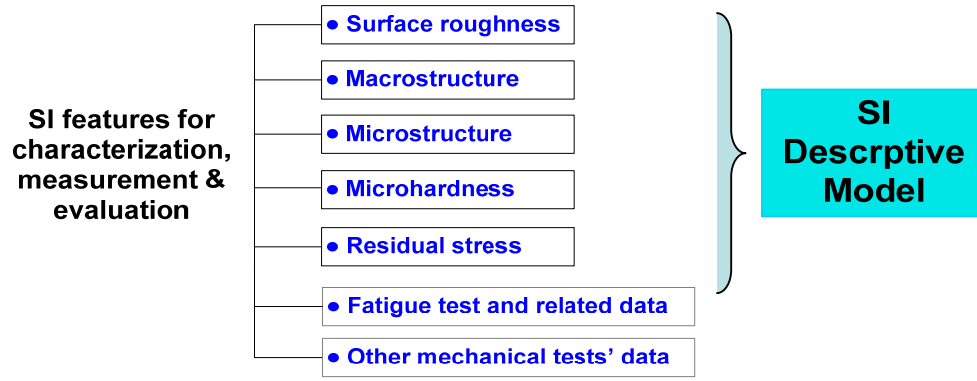 SI features for
characterization,
measurement &
evaluation
• Surface roughness
• Macrostructure
• Microstructure
• Microhardness
• Residual stress
• Fatigue test and related data
• Other mechanical tests’ data
SI
Descrptive
Model